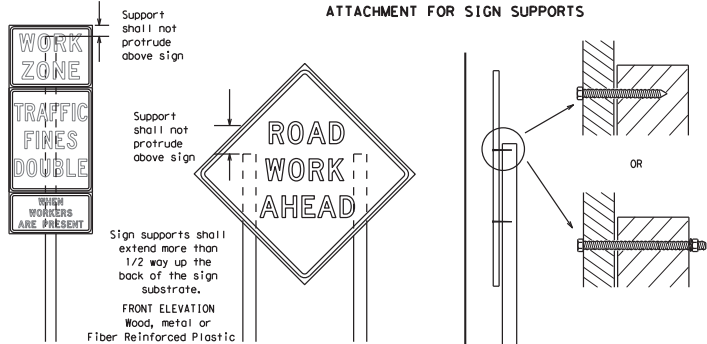 ATTACHMENT FOR SIGN SUPPORTS
Support
shall not
protrude
above sign
WORK
ZONE
TRAFFIC
FINES
DOUBLE
WHEN
WORKERS
ARE PRESENT
Support
shall not
protrude
above sign
ROAD
WORK
AHEAD
Sign supports shall
extend more than
1/2 way up the
back of the sign
substrate.
FRONT ELEVATION
Wood, metal or
Fiber Reinforced Plastic
OR